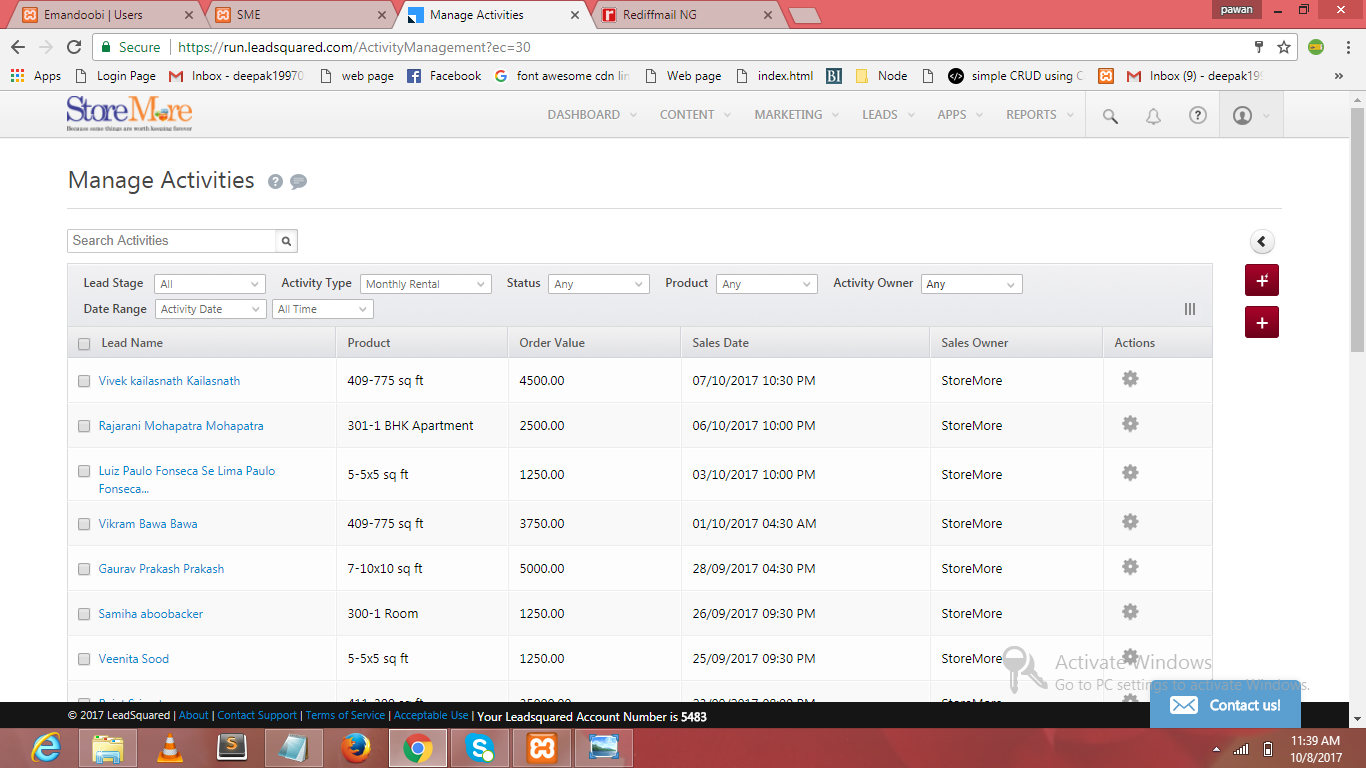 Emandoobi | Users
SME
Manage Activities
Rediffmail NG
pawan
Secure
https://run.leadsquared.com/ActivityManagement?ec=30
Apps
Login Page
Inbox - deepak19970
web page
Facebook
font awesome cdn lin
Web page
index.html
BI
Node
simple CRUD using C
Inbox (9) - deepak19
StoreMore
Because some things are worth keeping forever
DASHBOARD CONTENT MARKETING LEADS APPS REPORTS
Manage Activities
Search Activities
Lead Stage All Activity Type Monthly Rental Status Any Product Any Activity Owner Any
Date Range Activity Date All Time
Lead Name Product Order Value Sales Date Sales Owner Actions
Vivek kailasnath Kailasnath 409-775 sq ft 4500.00 07/10/2017 10:30 PM StoreMore
Rajarani Mohapatra Mohapatra 301-1 BHK Apartment 2500.00 06/10/2017 10:00 PM StoreMore
Luiz Paulo Fonseca Se Lima Paulo
Fonseca... 5-5x5 sq ft 1250.00 03/10/2017 10:00 PM StoreMore
Vikram Bawa Bawa 409-775 sq ft 3750.00 01/10/2017 04:30 AM StoreMore
Gaurav Prakash Prakash 7-10x10 sq ft 5000.00 28/09/2017 04:30 PM StoreMore
Samiha aboobacker 300-1 Room 1250.00 26/09/2017 09:30 PM StoreMore
Veenita Sood 5-5x5 sq ft 1250.00 25/09/2017 09:30 PM StoreMore
Activate Windows
Go to PC settings to activate Windows.
© 2017 LeadSquared | About | Contact Support | Terms of Service | Acceptable Use | Your Leadsquared Account Number is 5483
Contact us!
11:39 AM
10/8/2017